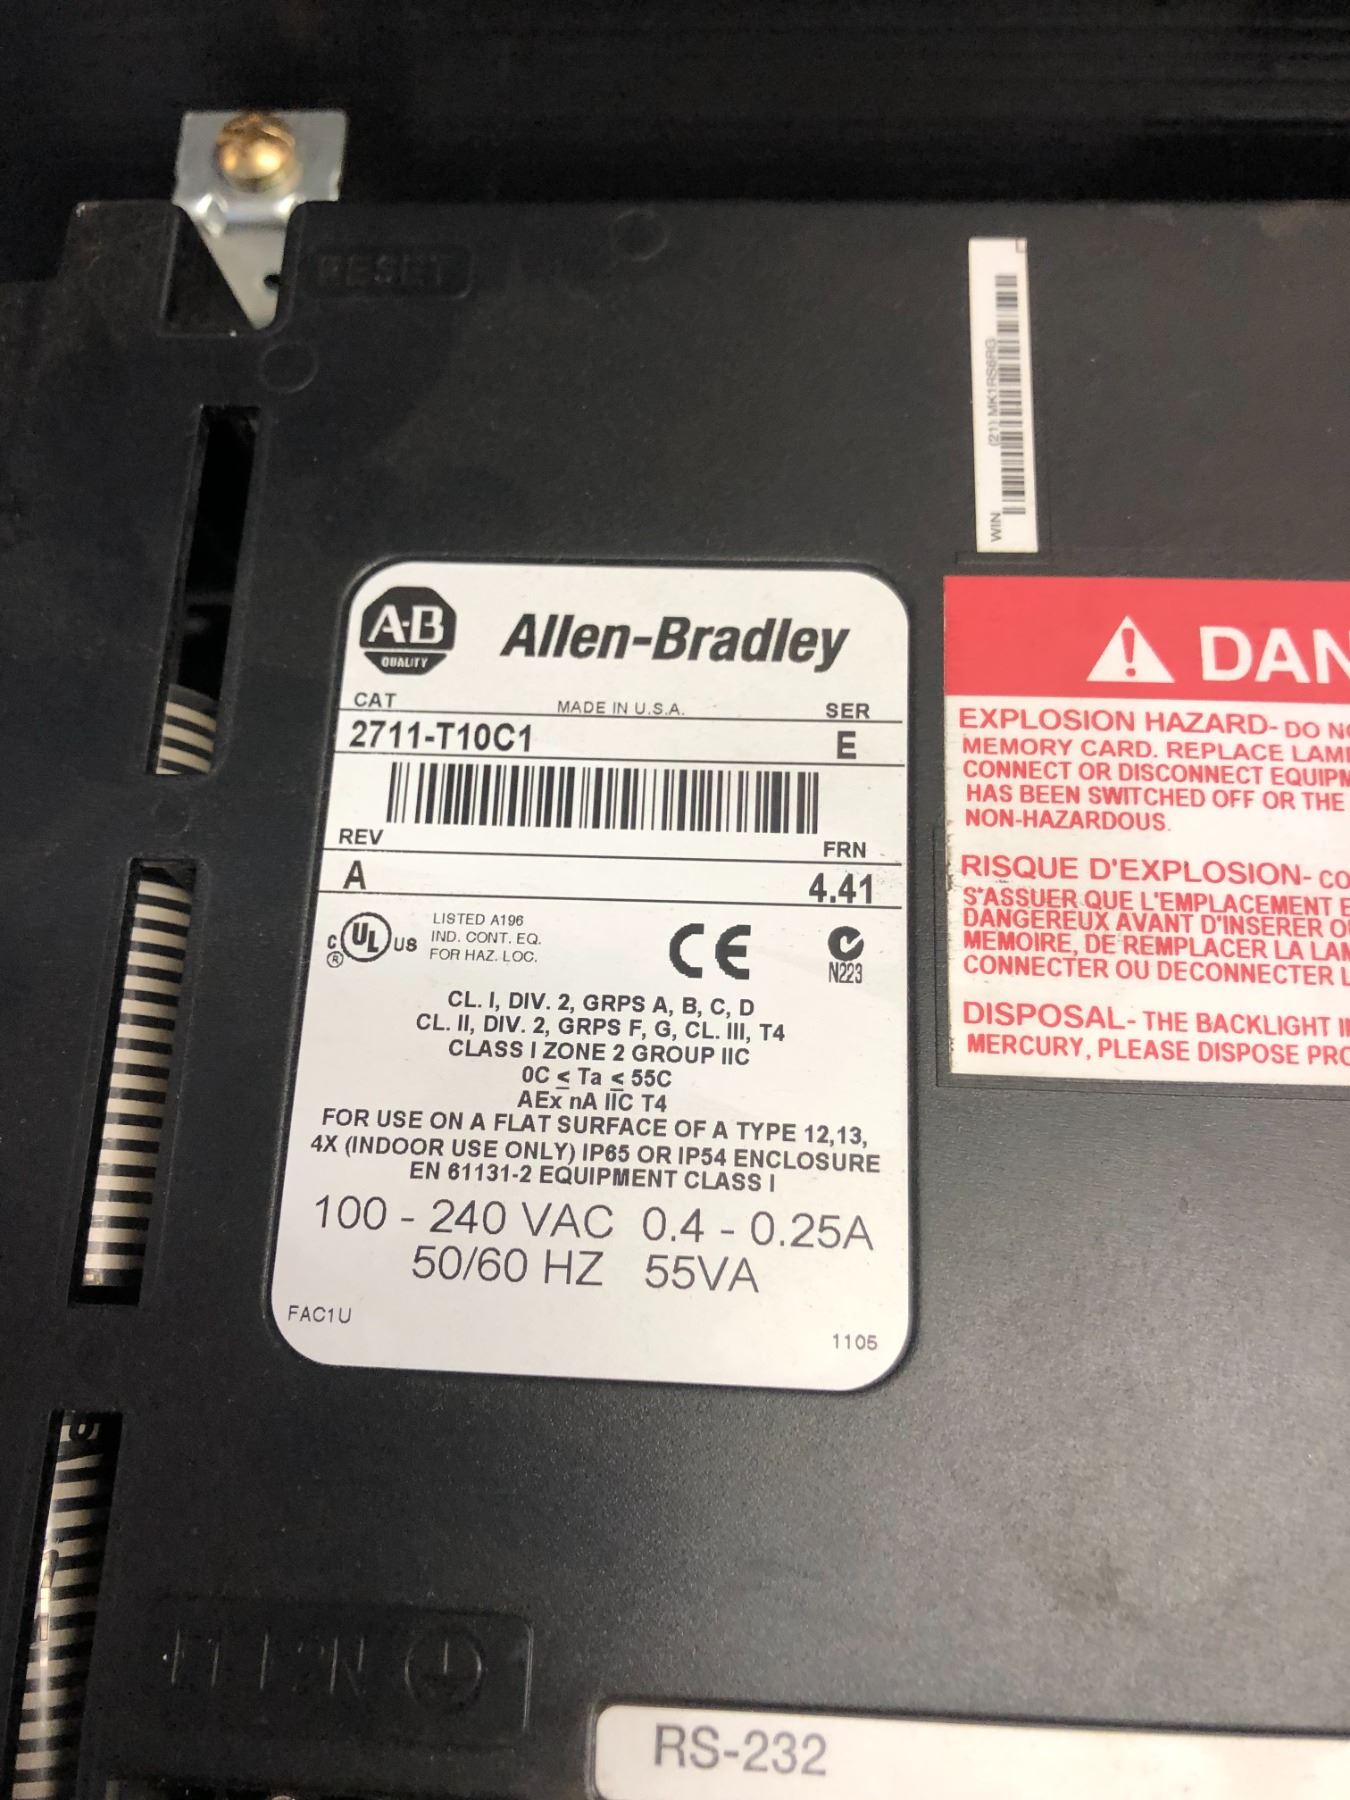 RESET
WIN (21) MK1RS6RG
A·B
QUALITY
Allen-Bradley
CAT
MADE IN U.S.A.
SER
2711-T10C1
E
REV
FRN
A
4.41
C UL US
®
LISTED A196
IND. CONT. EQ.
FOR HAZ. LOC.
CE
N223
CL. I, DIV. 2, GRPS A, B, C, D
CL. II, DIV. 2, GRPS F, G, CL. III, T4
CLASS I ZONE 2 GROUP IIC
0C ≤ Ta ≤ 55C
AEx nA IIC T4
FOR USE ON A FLAT SURFACE OF A TYPE 12,13,
4X (INDOOR USE ONLY) IP65 OR IP54 ENCLOSURE
EN 61131-2 EQUIPMENT CLASS I
100 - 240 VAC 0.4 - 0.25A
50/60 HZ 55VA
FAC1U
1105
DAN
EXPLOSION HAZARD- DO
MEMORY CARD. REPLACE LAM
CONNECT OR DISCONNECT EQUIP
HAS BEEN SWITCHED OFF OR THE
NON-HAZARDOUS.
RISQUE D'EXPLOSION- CO
S'ASSUER QUE L'EMPLACEMENT
DANGEREUX AVANT D'INSERER
MEMOIRE, DE REMPLACER LA LA
CONNECTER OU DECONNECTER L
DISPOSAL- THE BACKLIGHT
MERCURY, PLEASE DISPOSE PRO
RS-232